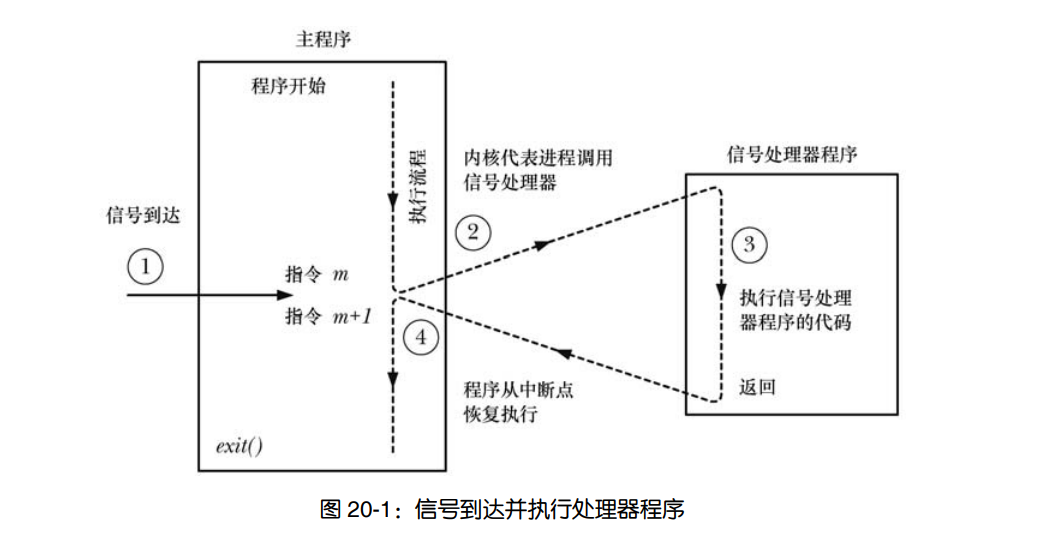 主程序
程序开始
执行流程
内核代表进程调用
信号处理器
信号处理器程序
信号到达
①
②
③
指令 m
指令 m+1
执行信号处理
器程序的代码
④
程序从中断点
恢复执行
返回
exit()
图 20-1：信号到达并执行处理器程序